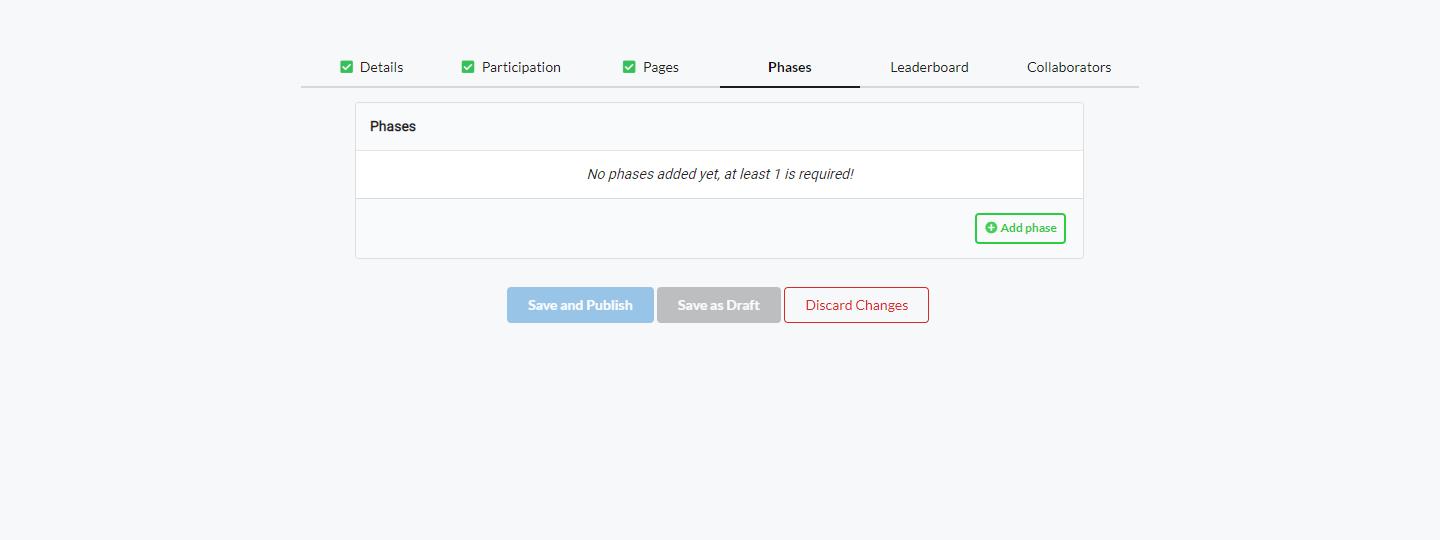 Details Participation Pages Phases Leaderboard Collaborators
Phases
No phases added yet, at least 1 is required!
Add phase
Save and Publish Save as Draft Discard Changes